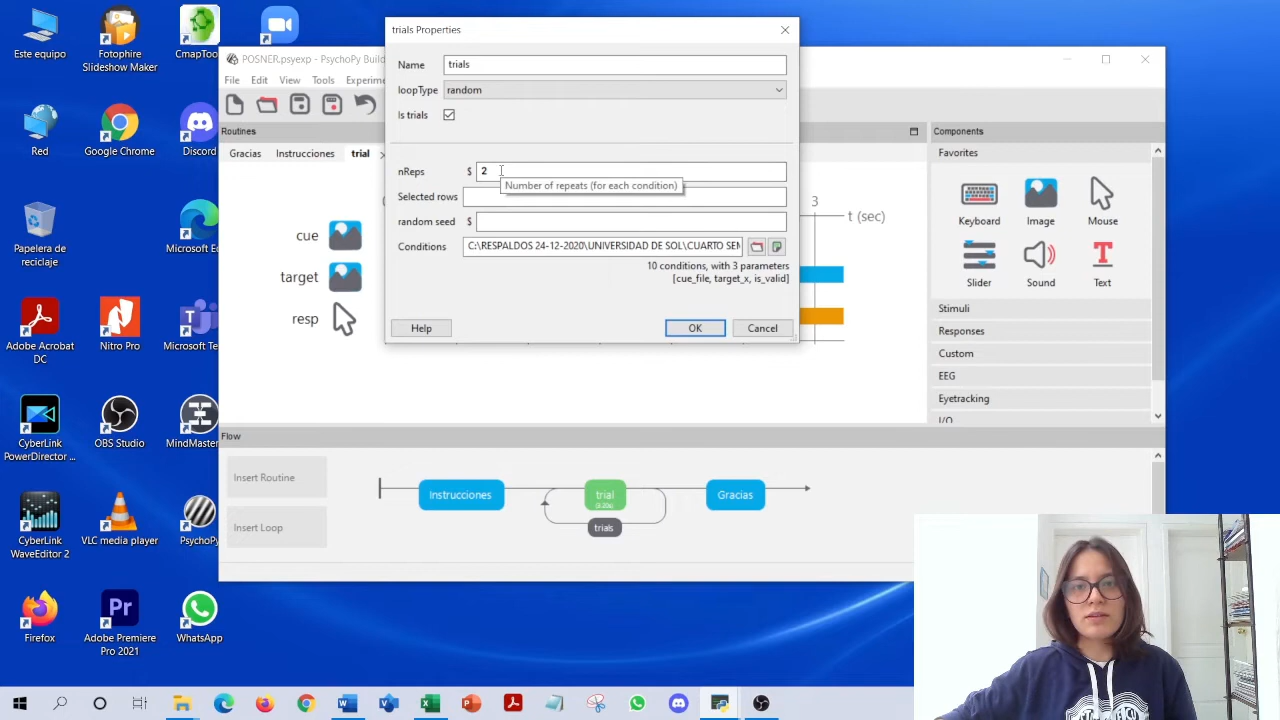 Este equipo
Fotophire
Slideshow Maker
CmapToo
Red
Google Chrome
Discord
Papelera de
reciclaje
Microsoft Ed
Adobe Acrobat
DC
Nitro Pro
Microsoft Te
CyberLink
PowerDirector ...
OBS Studio
MindMaster
CyberLink
WaveEditor 2
VLC media player
PsychoPy
Firefox
Adobe Premiere
Pro 2021
WhatsApp
POSNER.psyexp - PsychoPy Build
File Edit View Tools Experime
Routines
Gracias Instrucciones trial
cue
target
resp
3
t (sec)
trials Properties
Name trials
loopType random
Is trials
nReps $ 2
Number of repeats (for each condition)
Selected rows
random seed $
Conditions C:\RESPALDOS 24-12-2020\UNIVERSIDAD DE SOL\CUARTO SEM
10 conditions, with 3 parameters
[cue_file, target_x, is_valid]
Help OK Cancel
Components
Favorites
Keyboard Image Mouse
Slider Sound Text
Stimuli
Responses
Custom
EEG
Eyetracking
I/O
Flow
Insert Routine
Insert Loop
Instrucciones
trial
(3.20s)
trials
Gracias